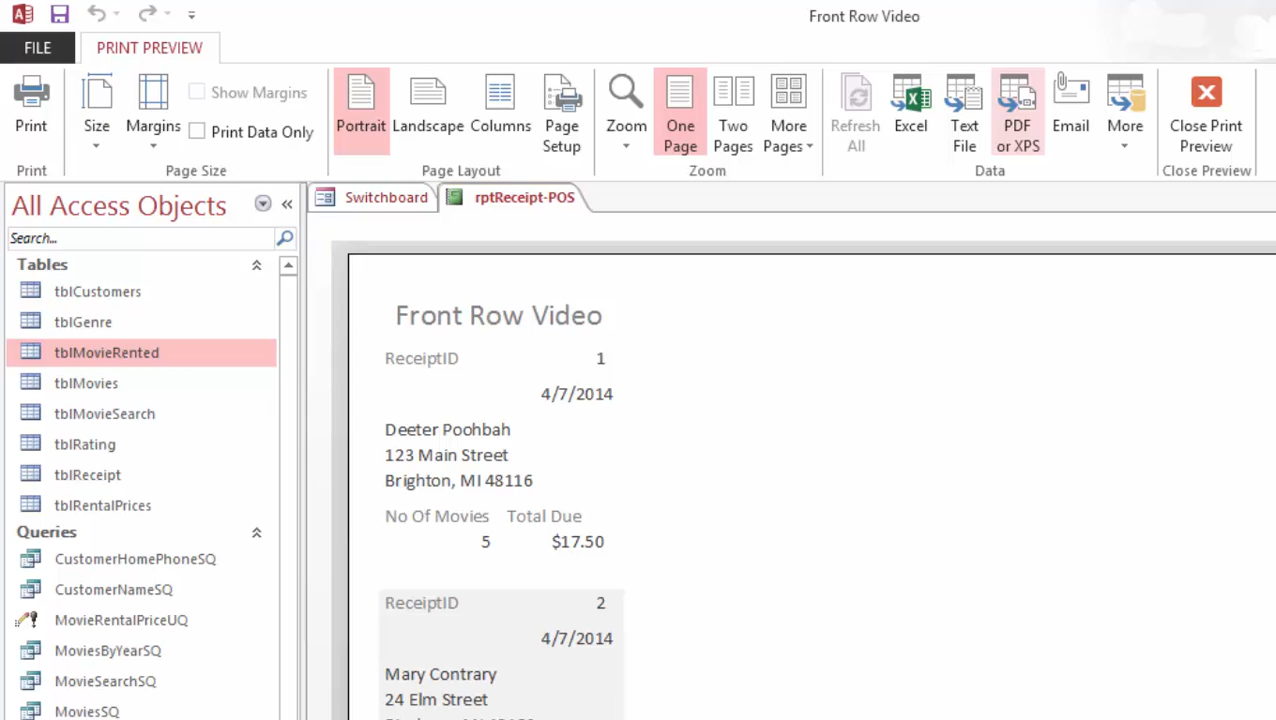 Front Row Video
FILE
PRINT PREVIEW
Print
Size
Margins
Show Margins
Print Data Only
Portrait
Landscape
Columns
Page Setup
Zoom
One Page
Two Pages
More Pages
Refresh All
Excel
Text File
PDF or XPS
Email
More
Close Print Preview
Print
Page Size
Page Layout
Zoom
Data
Close Preview
All Access Objects
Search...
Tables
tblCustomers
tblGenre
tblMovieRented
tblMovies
tblMovieSearch
tblRating
tblReceipt
tblRentalPrices
Queries
CustomerHomePhoneSQ
CustomerNameSQ
MovieRentalPriceUQ
MoviesByYearSQ
MovieSearchSQ
MoviesSQ
Switchboard
rptReceipt-POS
Front Row Video
ReceiptID 1
4/7/2014
Deeter Poohbah
123 Main Street
Brighton, MI 48116
No Of Movies Total Due
5 $17.50
ReceiptID 2
4/7/2014
Mary Contrary
24 Elm Street